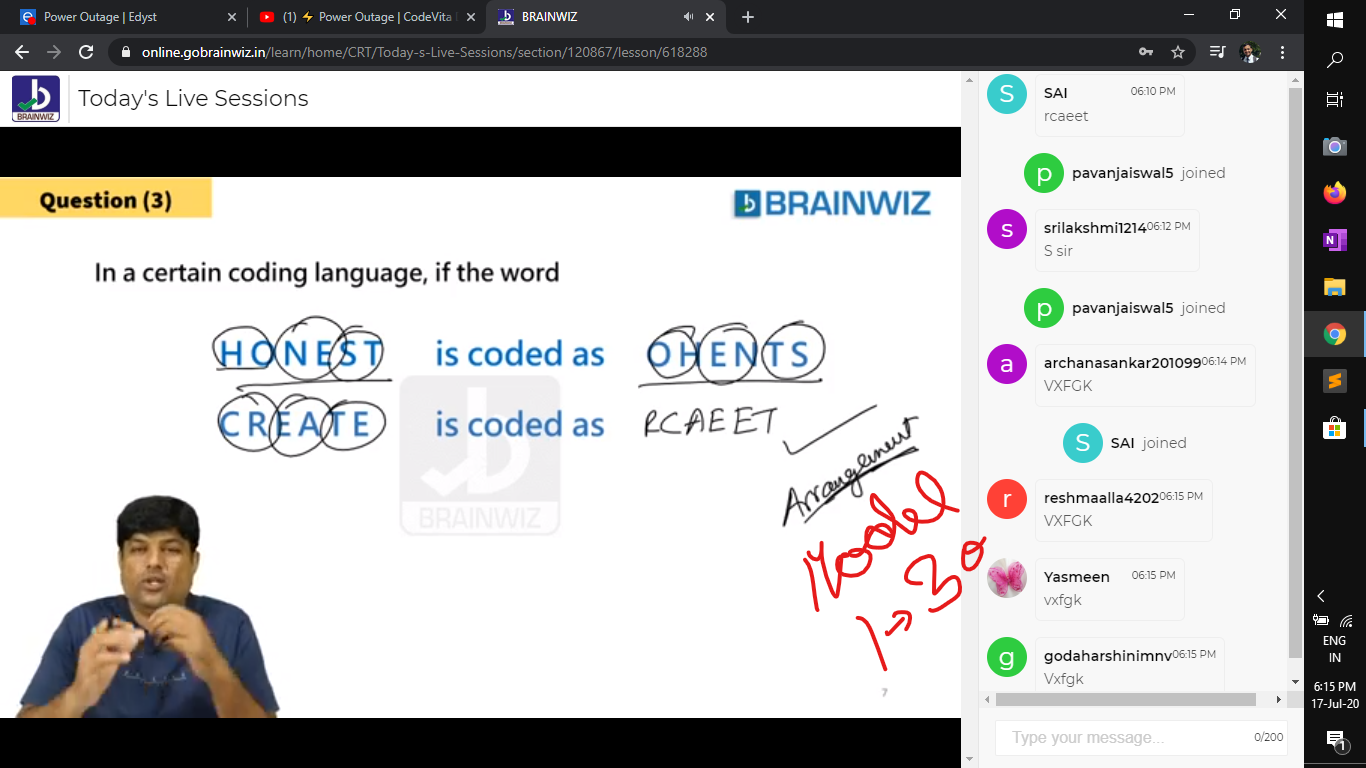 Power Outage | Edyst
(1) ⚡ Power Outage | CodeVita
BRAINWIZ
online.gobrainwiz.in/learn/home/CRT/Today-s-Live-Sessions/section/120867/lesson/618288
BRAINWIZ
Today's Live Sessions
Question (3)
BRAINWIZ
In a certain coding language, if the word
HONEST is coded as OHENTS
CREATE is coded as RCAEET
Arrangement
Model
1→30
BRAINWIZ
7
S SAI 06:10 PM
rcaeet
p pavanjaiswal5 joined
s srilakshmi1214 06:12 PM
S sir
p pavanjaiswal5 joined
a archanasankar201099 06:14 PM
VXFGK
S SAI joined
r reshmaalla4202 06:15 PM
VXFGK
Yasmeen 06:15 PM
vxfgk
g godaharshinimnv 06:15 PM
Vxfgk
Type your message... 0/200
ENG
IN
6:15 PM
17-Jul-20
1